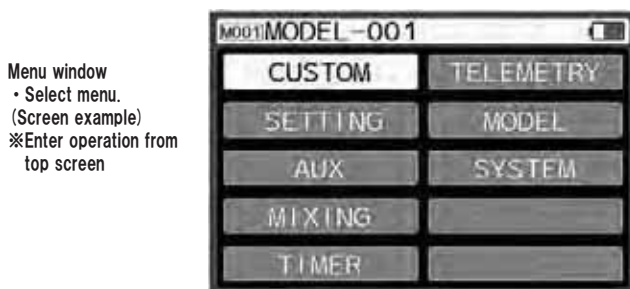 Menu window
・Select menu.
(Screen example)
※Enter operation from
top screen
M001 MODEL-001
CUSTOM TELEMETRY
SETTING MODEL
AUX SYSTEM
MIXING
TIMER